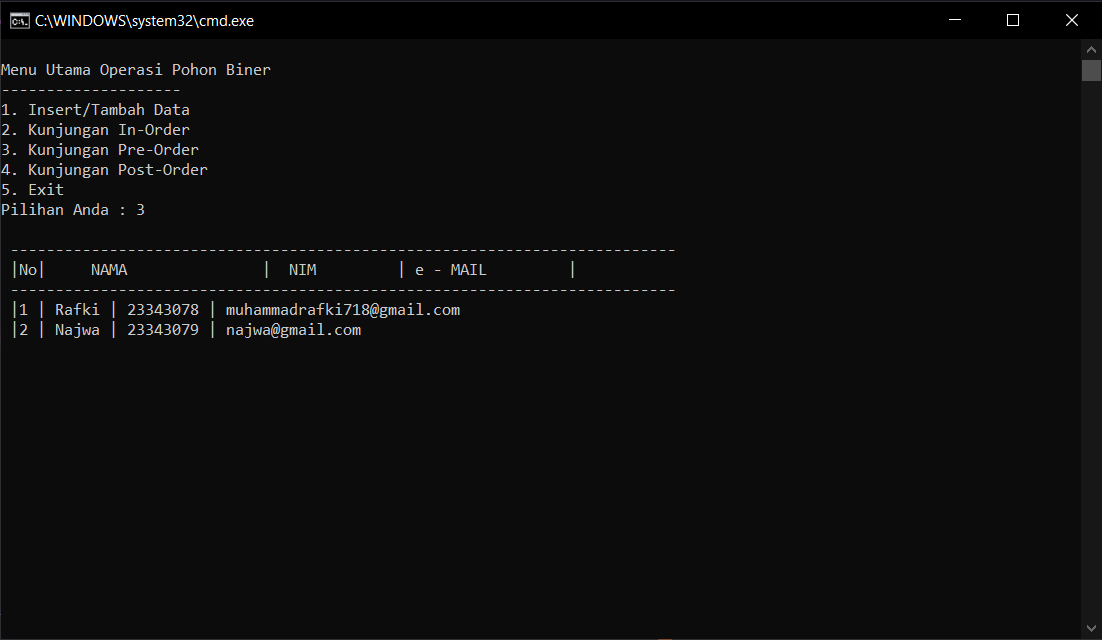 C:\WINDOWS\system32\cmd.exe
Menu Utama Operasi Pohon Biner
--------------------
1. Insert/Tambah Data
2. Kunjungan In-Order
3. Kunjungan Pre-Order
4. Kunjungan Post-Order
5. Exit
Pilihan Anda : 3
--------------------------------------------------------------------------
|No|     NAMA               |  NIM         | e - MAIL         |
--------------------------------------------------------------------------
|1 | Rafki | 23343078 | muhammadrafki718@gmail.com
|2 | Najwa | 23343079 | najwa@gmail.com